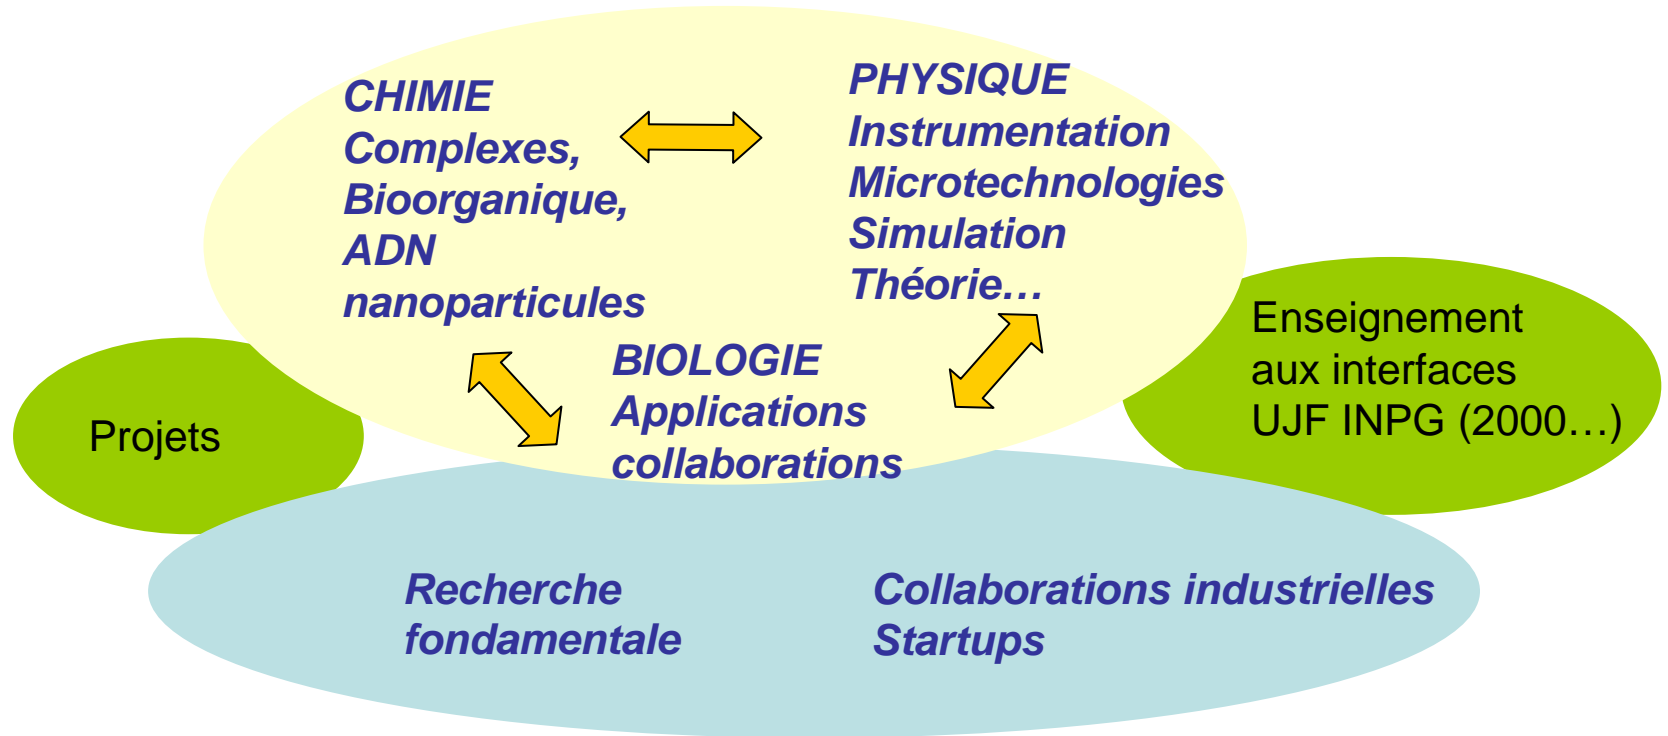 CHIMIE
Complexes,
Bioorganique,
ADN
nanoparticules
PHYSIQUE
Instrumentation
Microtechnologies
Simulation
Théorie…
BIOLOGIE
Applications
collaborations
Projets
Enseignement
aux interfaces
UJF INPG (2000…)
Recherche
fondamentale
Collaborations industrielles
Startups